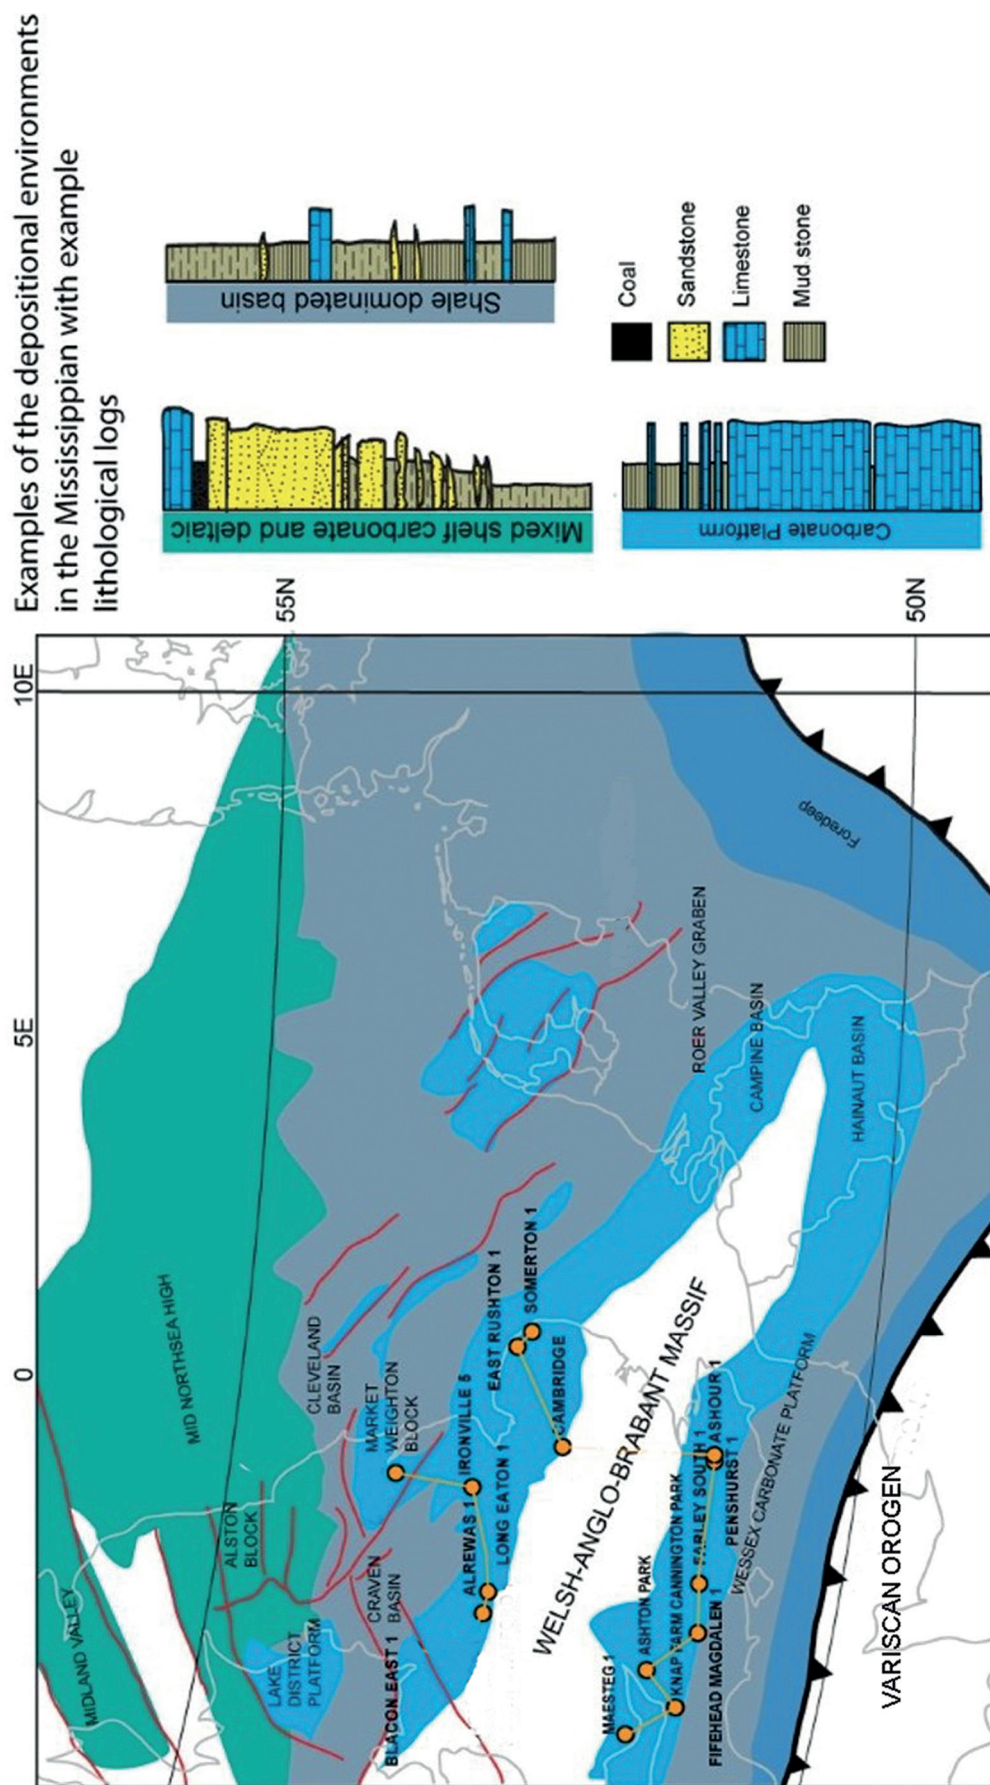 Examples of the depositional environments
in the Mississippian with example
lithological logs
Shale dominated basin
Mixed shelf carbonate and deltaic
Carbonate Platform
Coal
Sandstone
Limestone
Mud stone
10E
5E
0
55N
50N
MID NORTHSEA HIGH
MIDLAND VALLEY
ALSTON
BLOCK
LAKE
DISTRICT
PLATFORM
CLEVELAND
BASIN
MARKET
WEIGHTON
BLOCK
CRAVEN
BASIN
BLACON EAST 1
IRONVILLE 5
ALREWAS 1
LONG EATON 1
EAST RUSHTON 1
SOMERTON 1
CAMBRIDGE
WELSH-ANGLO-BRABANT MASSIF
ROER VALLEY GRABEN
CAMPINE BASIN
HAINAUT BASIN
Foredeep
MAESTEG 1
ASHTON PARK
KNAP FARM CANNINGTON PARK
FIFEHEAD MAGDALEN 1
FARLEY SOUTH 1
ASHOUR 1
PENSHURST 1
WESSEX CARBONATE PLATFORM
VARISCAN OROGEN